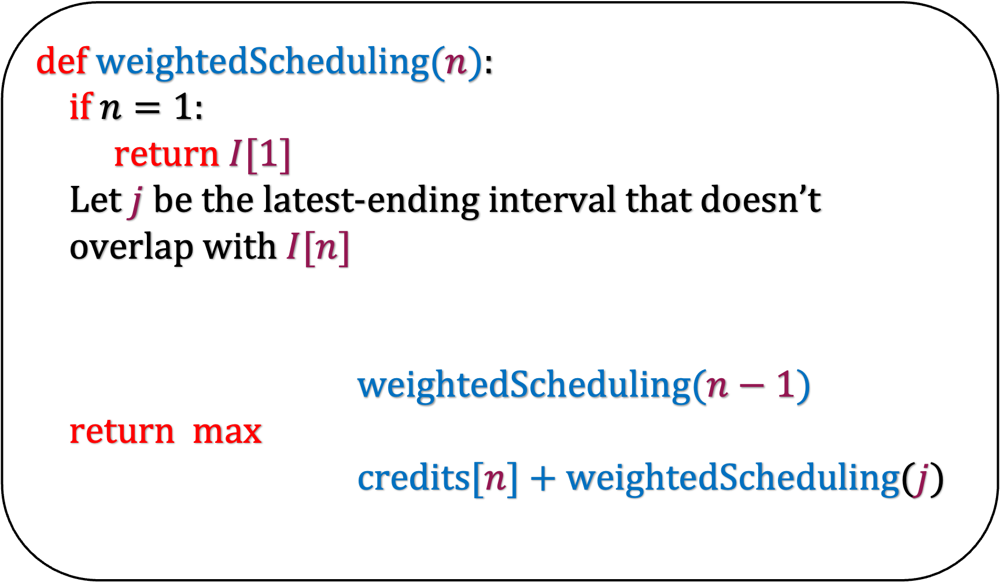 def weightedScheduling(n):
if n = 1:
return I[1]
Let j be the latest-ending interval that doesn’t
overlap with I[n]
weightedScheduling(n − 1)
return max
credits[n] + weightedScheduling(j)